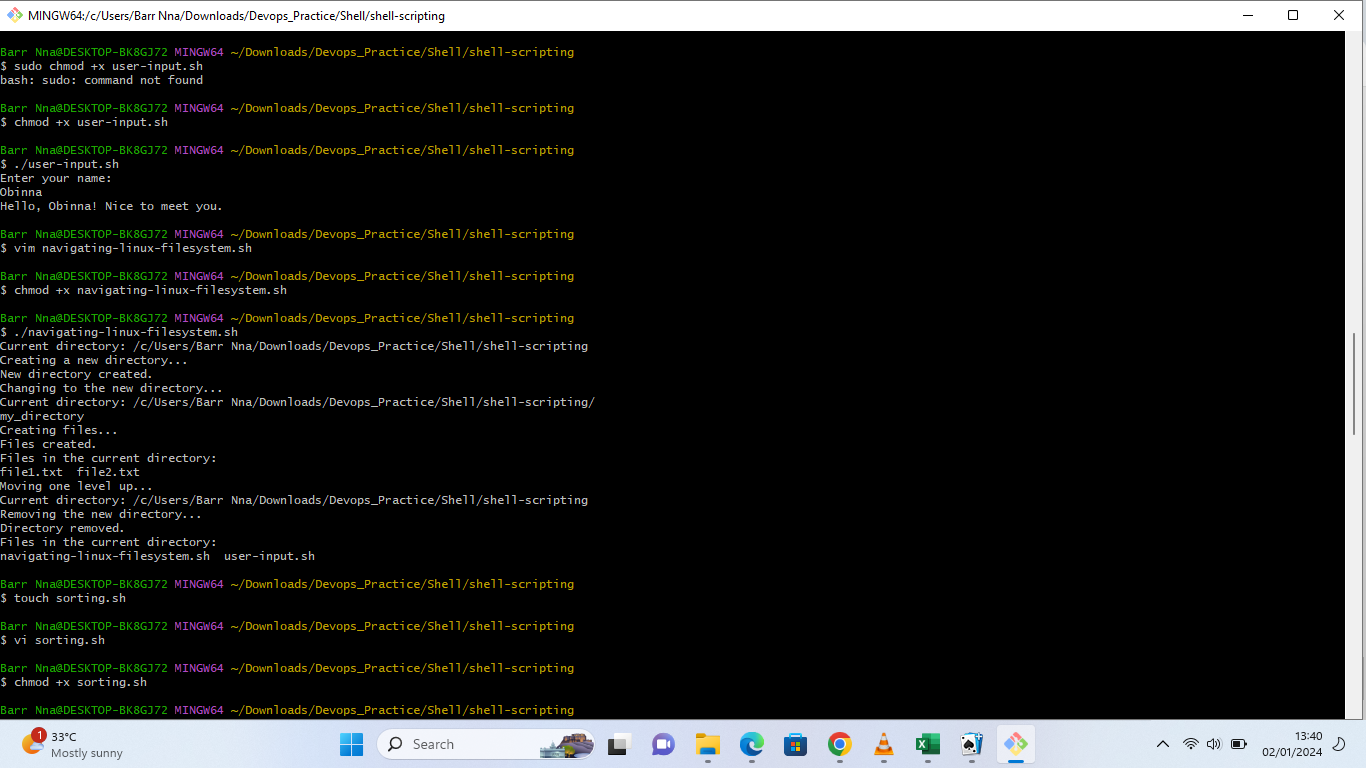 MINGW64:/c/Users/Barr Nna/Downloads/Devops_Practice/Shell/shell-scripting
Barr Nna@DESKTOP-BK8GJ72 MINGW64 ~/Downloads/Devops_Practice/Shell/shell-scripting
$ sudo chmod +x user-input.sh
bash: sudo: command not found
Barr Nna@DESKTOP-BK8GJ72 MINGW64 ~/Downloads/Devops_Practice/Shell/shell-scripting
$ chmod +x user-input.sh
Barr Nna@DESKTOP-BK8GJ72 MINGW64 ~/Downloads/Devops_Practice/Shell/shell-scripting
$ ./user-input.sh
Enter your name:
Obinna
Hello, Obinna! Nice to meet you.
Barr Nna@DESKTOP-BK8GJ72 MINGW64 ~/Downloads/Devops_Practice/Shell/shell-scripting
$ vim navigating-linux-filesystem.sh
Barr Nna@DESKTOP-BK8GJ72 MINGW64 ~/Downloads/Devops_Practice/Shell/shell-scripting
$ chmod +x navigating-linux-filesystem.sh
Barr Nna@DESKTOP-BK8GJ72 MINGW64 ~/Downloads/Devops_Practice/Shell/shell-scripting
$ ./navigating-linux-filesystem.sh
Current directory: /c/Users/Barr Nna/Downloads/Devops_Practice/Shell/shell-scripting
Creating a new directory...
New directory created.
Changing to the new directory...
Current directory: /c/Users/Barr Nna/Downloads/Devops_Practice/Shell/shell-scripting/
my_directory
Creating files...
Files created.
Files in the current directory:
file1.txt  file2.txt
Moving one level up...
Current directory: /c/Users/Barr Nna/Downloads/Devops_Practice/Shell/shell-scripting
Removing the new directory...
Directory removed.
Files in the current directory:
navigating-linux-filesystem.sh  user-input.sh
Barr Nna@DESKTOP-BK8GJ72 MINGW64 ~/Downloads/Devops_Practice/Shell/shell-scripting
$ touch sorting.sh
Barr Nna@DESKTOP-BK8GJ72 MINGW64 ~/Downloads/Devops_Practice/Shell/shell-scripting
$ vi sorting.sh
Barr Nna@DESKTOP-BK8GJ72 MINGW64 ~/Downloads/Devops_Practice/Shell/shell-scripting
$ chmod +x sorting.sh
Barr Nna@DESKTOP-BK8GJ72 MINGW64 ~/Downloads/Devops_Practice/Shell/shell-scripting
1
33°C
Mostly sunny
Search
13:40
02/01/2024